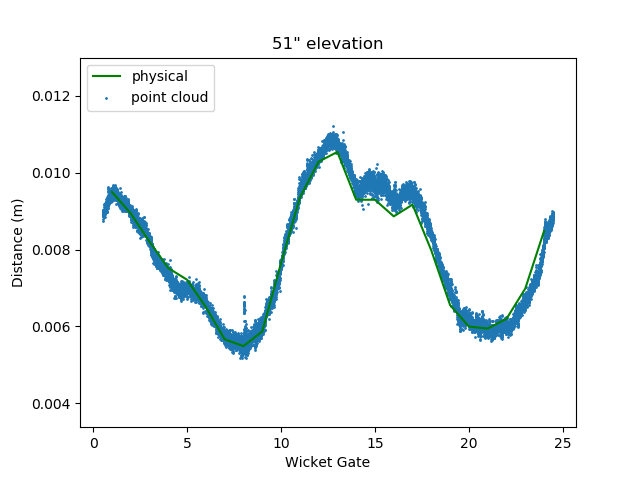 51" elevation
physical
point cloud
0.012
0.010
0.008
0.006
0.004
Distance (m)
0 5 10 15 20 25
Wicket Gate